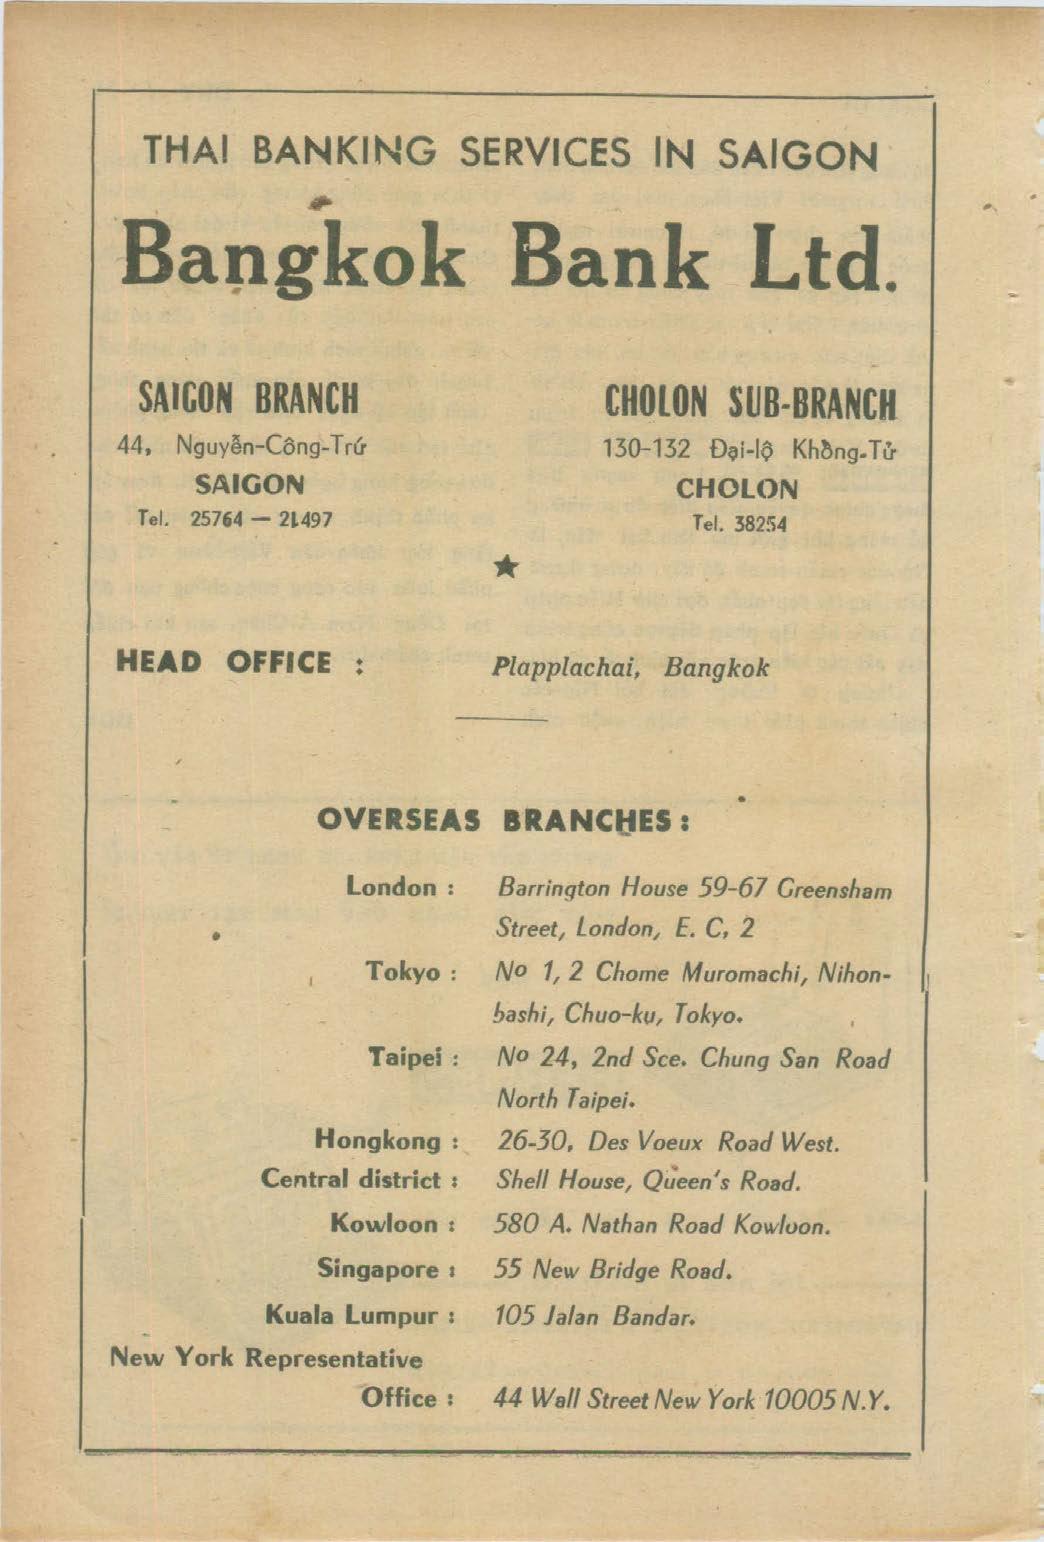 THAI BANKING SERVICES IN SAIGON
Bangkok Bank Ltd.
SAIGON BRANCH
44, Nguyễn-Công-Trứ
SAIGON
Tel. 25764 — 21497
CHOLON SUB-BRANCH
130-132 Đại-lộ Khổng-Tử
CHOLON
Tel. 38254
★
HEAD OFFICE : Plapplachai, Bangkok
OVERSEAS BRANCHES :
London : Barrington House 59-67 Greensham
Street, London, E. C, 2
Tokyo : Nº 1, 2 Chome Muromachi, Nihon-
bashi, Chuo-ku, Tokyo.
Taipei : Nº 24, 2nd Sce. Chung San Road
North Taipei.
Hongkong : 26-30, Des Voeux Road West.
Central district : Shell House, Queen's Road.
Kowloon : 580 A. Nathan Road Kowloon.
Singapore : 55 New Bridge Road.
Kuala Lumpur : 105 Jalan Bandar.
New York Representative
Office : 44 Wall Street New York 10005 N.Y.